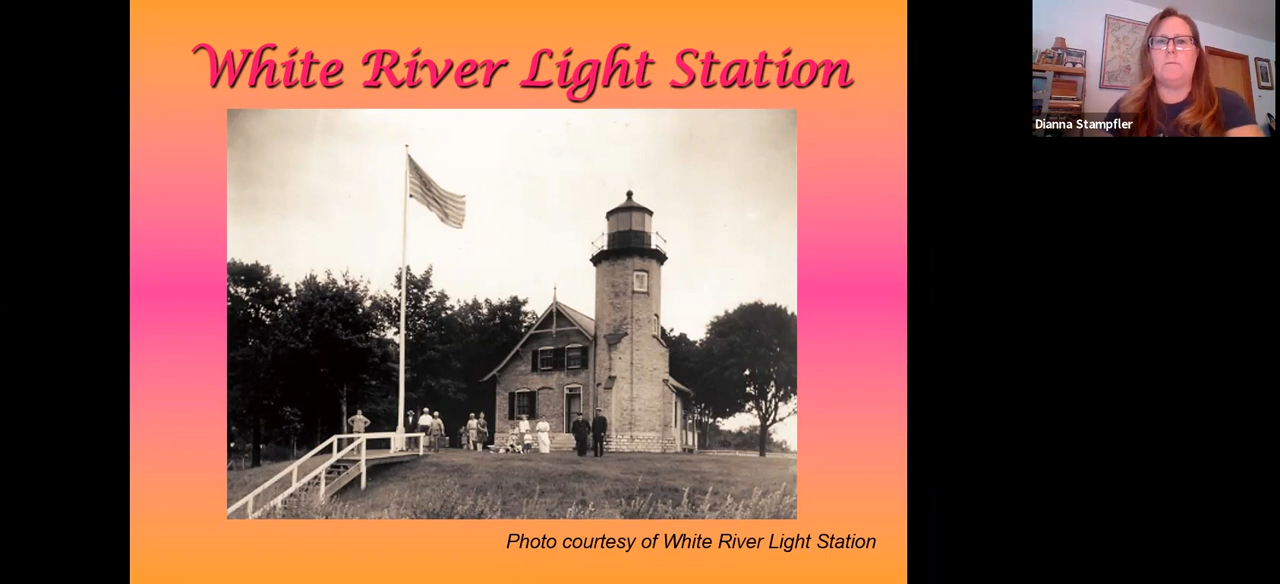 White River Light Station
Dianna Stampfler
Photo courtesy of White River Light Station